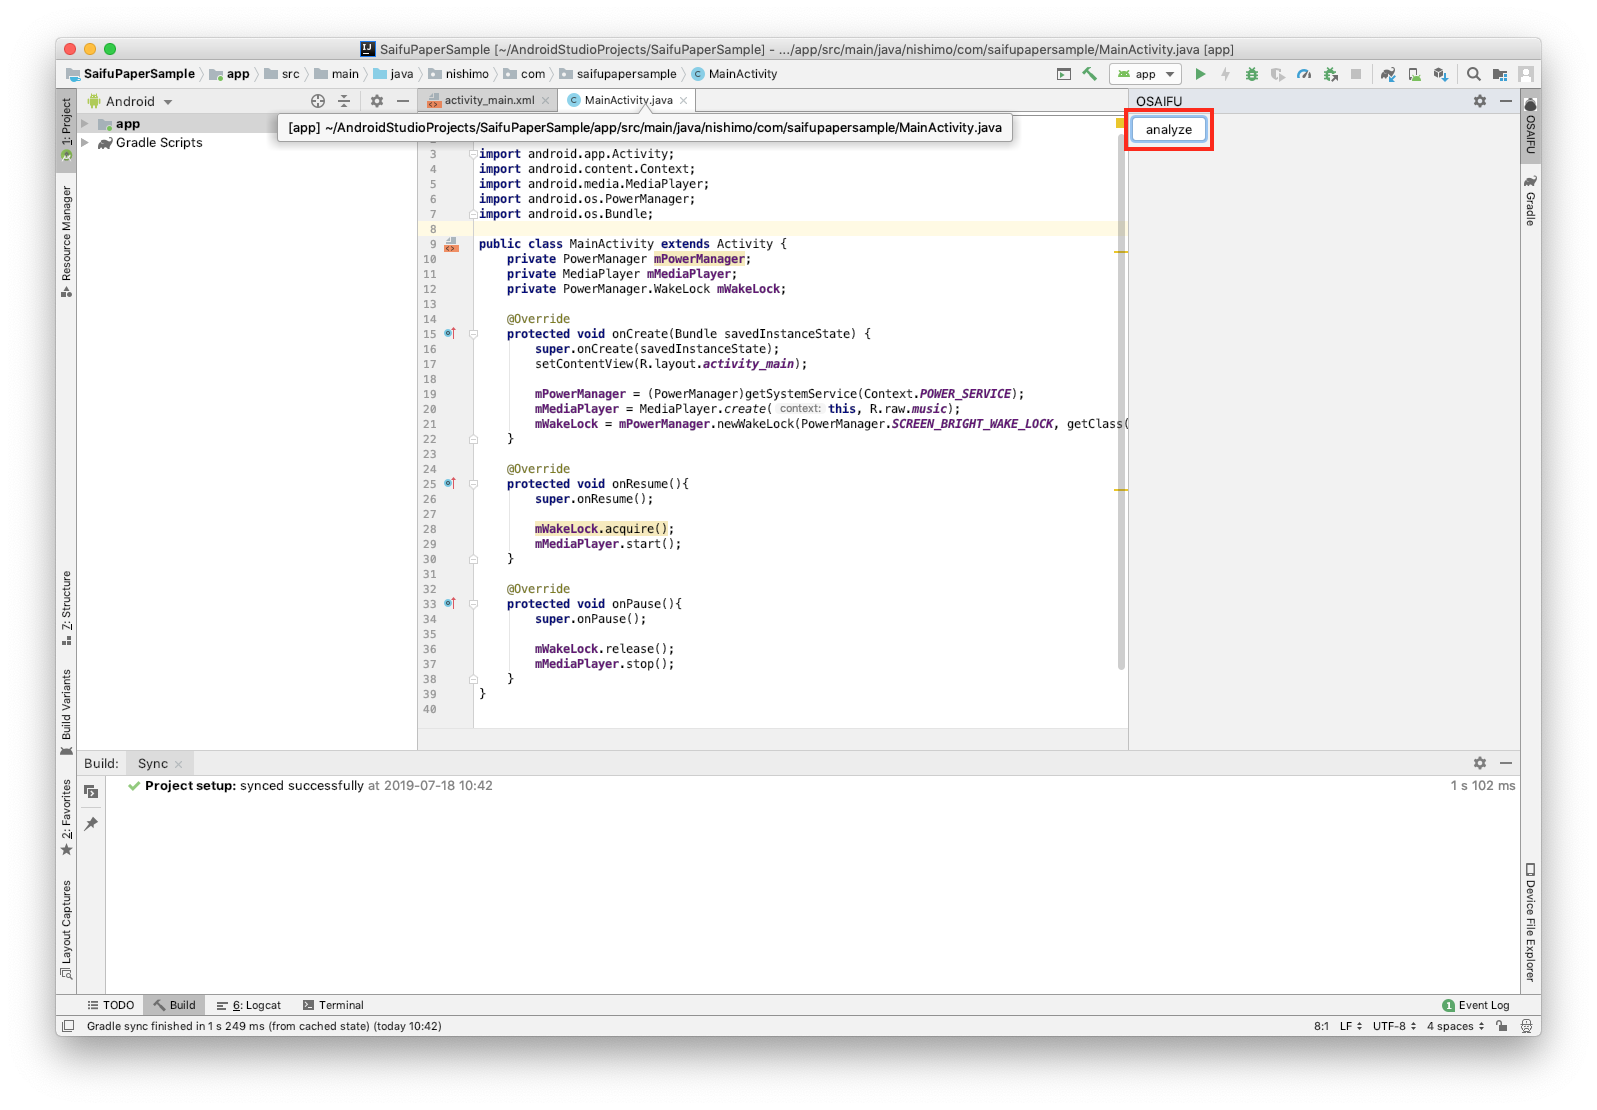 SaifuPaperSample [~/AndroidStudioProjects/SaifuPaperSample] - .../app/src/main/java/nishimo/com/saifupapersample/MainActivity.java [app]
SaifuPaperSample app src main java nishimo com saifupapersample MainActivity app
1: Project
Resource Manager
7: Structure
Build Variants
2: Favorites
Layout Captures
Android
app
Gradle Scripts
activity_main.xml MainActivity.java
[app] ~/AndroidStudioProjects/SaifuPaperSample/app/src/main/java/nishimo/com/saifupapersample/MainActivity.java
3 import android.app.Activity;
4 import android.content.Context;
5 import android.media.MediaPlayer;
6 import android.os.PowerManager;
7 import android.os.Bundle;
8
9 public class MainActivity extends Activity {
10 private PowerManager mPowerManager;
11 private MediaPlayer mMediaPlayer;
12 private PowerManager.WakeLock mWakeLock;
13
14 @Override
15 protected void onCreate(Bundle savedInstanceState) {
16 super.onCreate(savedInstanceState);
17 setContentView(R.layout.activity_main);
18
19 mPowerManager = (PowerManager)getSystemService(Context.POWER_SERVICE);
20 mMediaPlayer = MediaPlayer.create( context: this, R.raw.music);
21 mWakeLock = mPowerManager.newWakeLock(PowerManager.SCREEN_BRIGHT_WAKE_LOCK, getClass(
22 }
23
24 @Override
25 protected void onResume(){
26 super.onResume();
27
28 mWakeLock.acquire();
29 mMediaPlayer.start();
30 }
31
32 @Override
33 protected void onPause(){
34 super.onPause();
35
36 mWakeLock.release();
37 mMediaPlayer.stop();
38 }
39 }
40
OSAIFU
analyze
OSAIFU
Gradle
Device File Explorer
Build: Sync
Project setup: synced successfully at 2019-07-18 10:42 1 s 102 ms
TODO Build 6: Logcat Terminal 1 Event Log
Gradle sync finished in 1 s 249 ms (from cached state) (today 10:42) 8:1 LF UTF-8 4 spaces